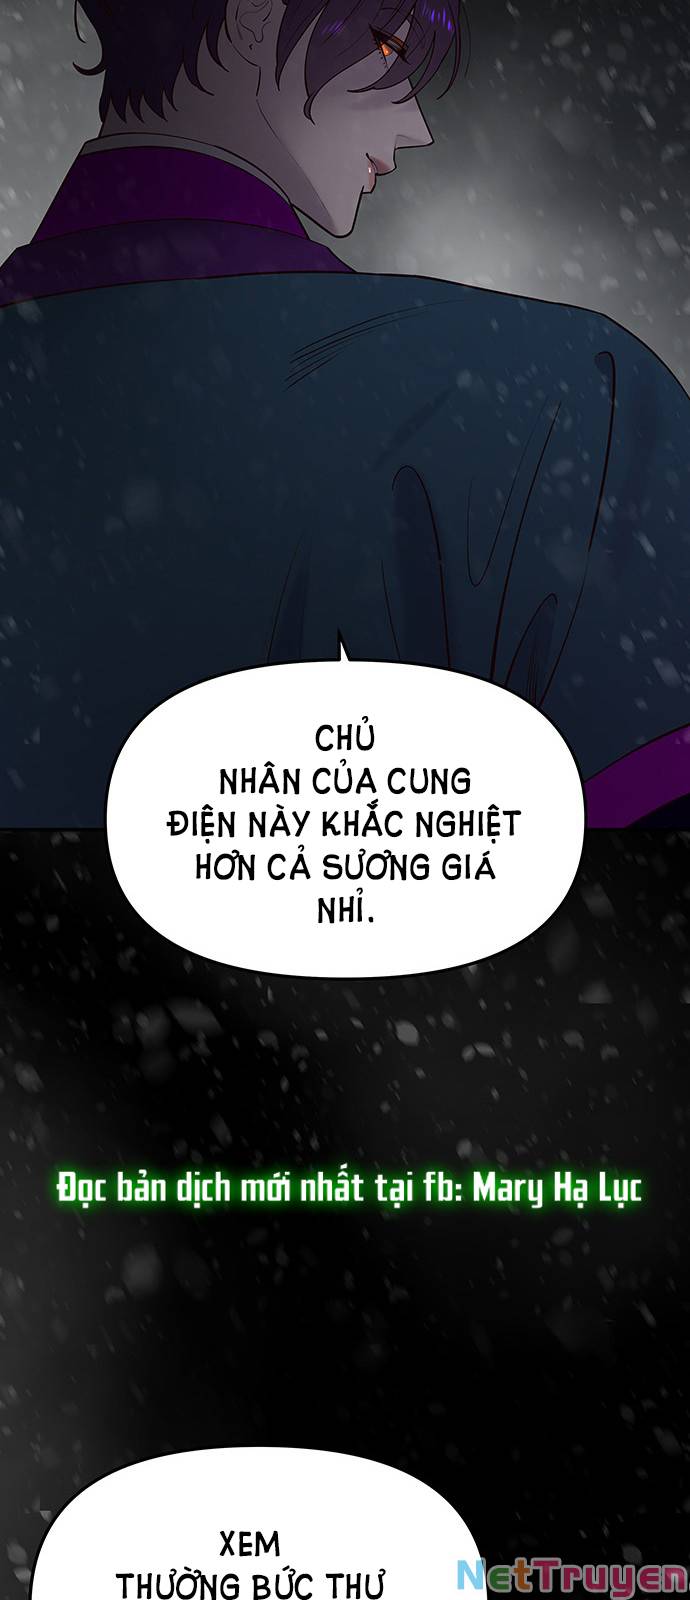 CHỦ
NHÂN CỦA CUNG
ĐIỆN NÀY KHẮC NGHIỆT
HƠN CẢ SƯƠNG GIÁ
NHỈ.
Đọc bản dịch mới nhất tại fb: Mary Hạ Lục
XEM
THƯỜNG BỨC THƯ
NetTruyen